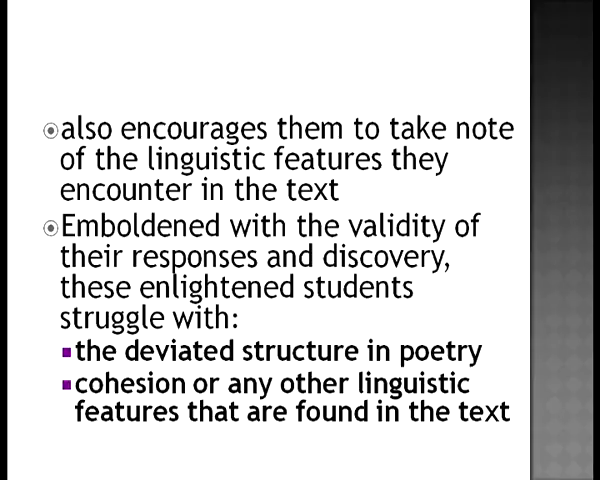 also encourages them to take note
of the linguistic features they
encounter in the text
Emboldened with the validity of
their responses and discovery,
these enlightened students
struggle with:
the deviated structure in poetry
cohesion or any other linguistic
features that are found in the text